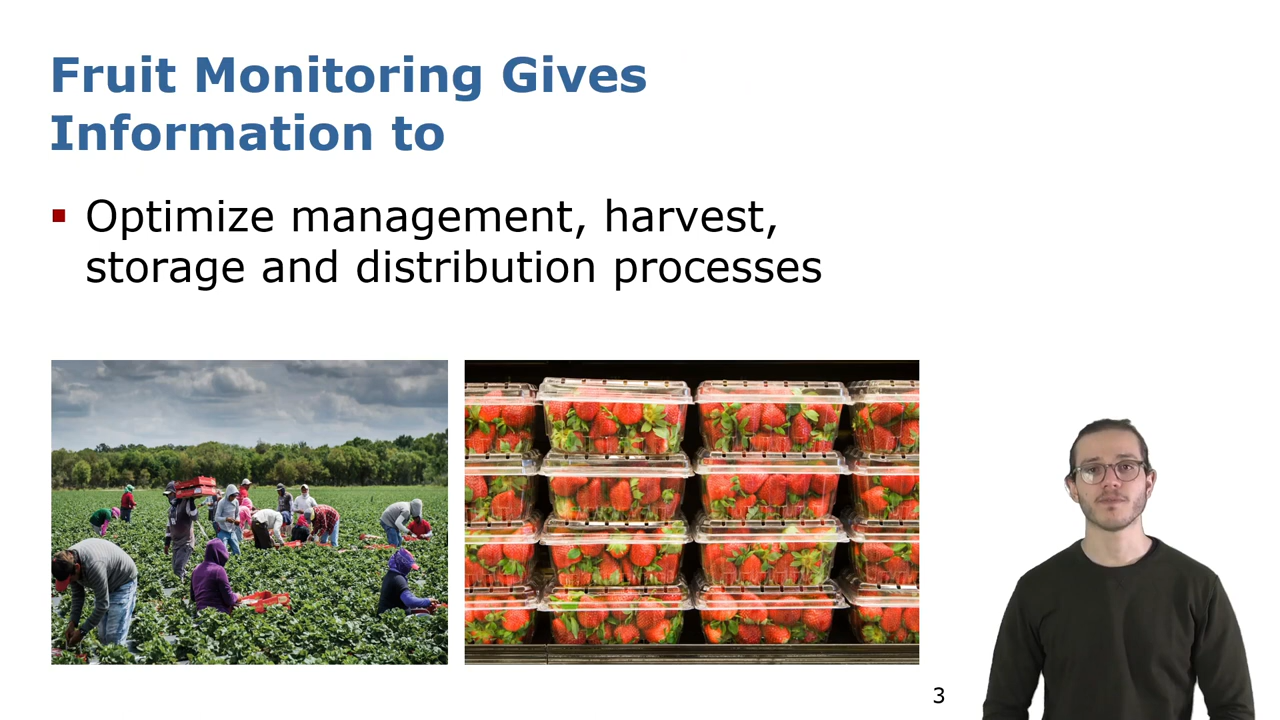 Fruit Monitoring Gives
Information to
Optimize management, harvest,
storage and distribution processes
3